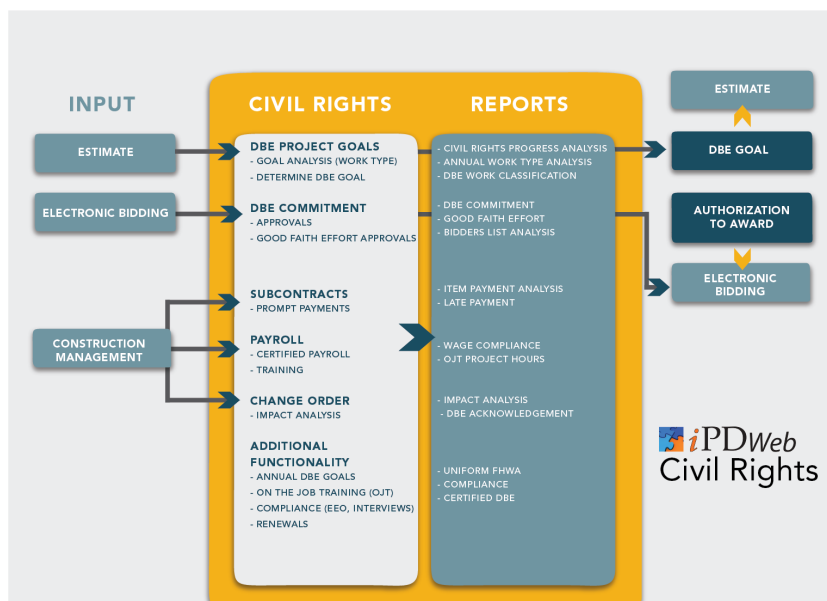 INPUT
ESTIMATE
ELECTRONIC BIDDING
CONSTRUCTION
MANAGEMENT
CIVIL RIGHTS
DBE PROJECT GOALS
- GOAL ANALYSIS (WORK TYPE)
- DETERMINE DBE GOAL
DBE COMMITMENT
- APPROVALS
- GOOD FAITH EFFORT APPROVALS
SUBCONTRACTS
- PROMPT PAYMENTS
PAYROLL
- CERTIFIED PAYROLL
- TRAINING
CHANGE ORDER
- IMPACT ANALYSIS
ADDITIONAL
FUNCTIONALITY
- ANNUAL DBE GOALS
- ON THE JOB TRAINING (OJT)
- COMPLIANCE (EEO, INTERVIEWS)
- RENEWALS
REPORTS
- CIVIL RIGHTS PROGRESS ANALYSIS
- ANNUAL WORK TYPE ANALYSIS
- DBE WORK CLASSIFICATION
- DBE COMMITMENT
- GOOD FAITH EFFORT
- BIDDERS LIST ANALYSIS
- ITEM PAYMENT ANALYSIS
- LATE PAYMENT
- WAGE COMPLIANCE
- OJT PROJECT HOURS
- IMPACT ANALYSIS
- DBE ACKNOWLEDGEMENT
- UNIFORM FHWA
- COMPLIANCE
- CERTIFIED DBE
ESTIMATE
DBE GOAL
AUTHORIZATION
TO AWARD
ELECTRONIC
BIDDING
iPDWeb
Civil Rights